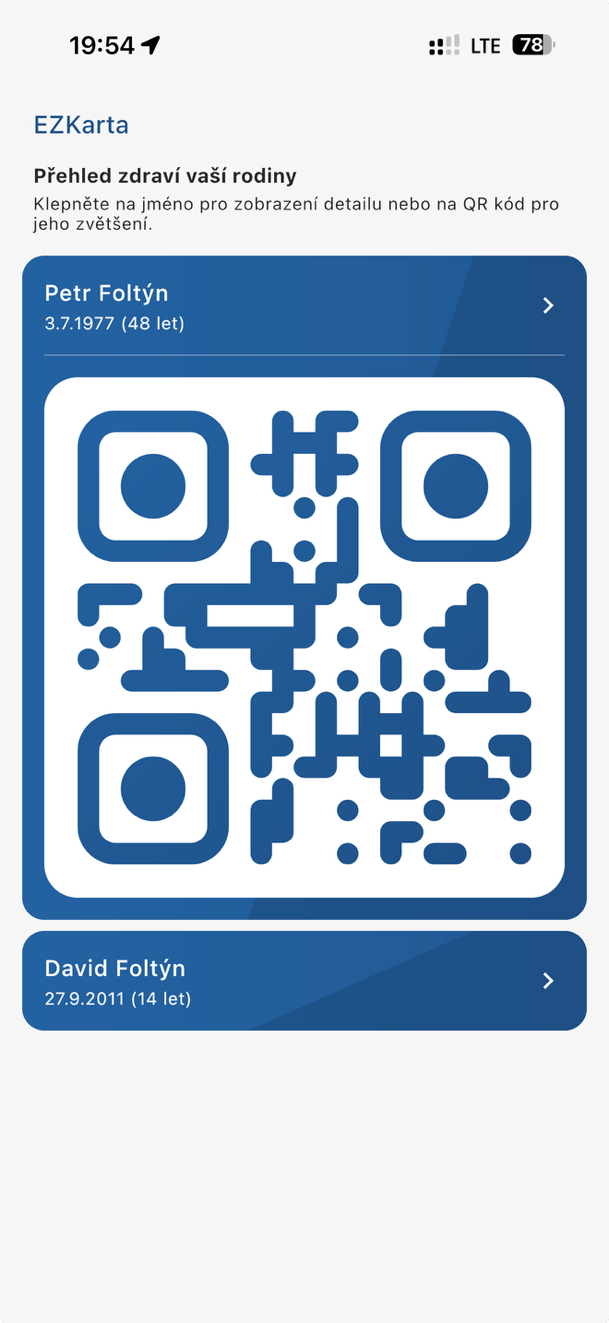 19:54
LTE
78
EZKarta
Přehled zdraví vaší rodiny
Klepněte na jméno pro zobrazení detailu nebo na QR kód pro
jeho zvětšení.
Petr Foltýn
3.7.1977 (48 let)
David Foltýn
27.9.2011 (14 let)